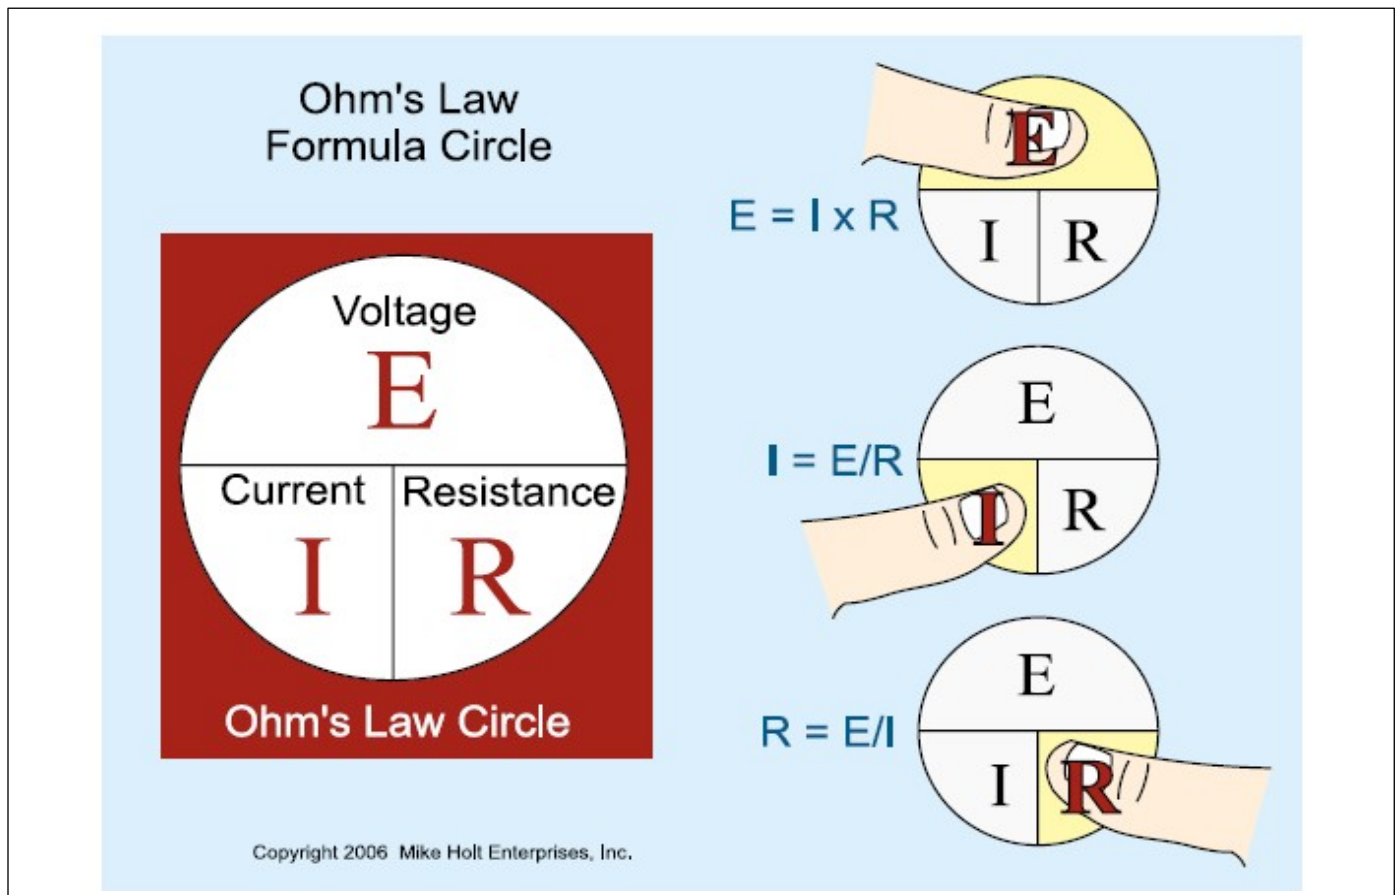 Ohm's Law
Formula Circle
Voltage
E
Current
Resistance
I
R
Ohm's Law Circle
Copyright 2006 Mike Holt Enterprises, Inc.
E
E = I x R
I
R
E
I = E/R
I
R
E
R = E/I
I
R